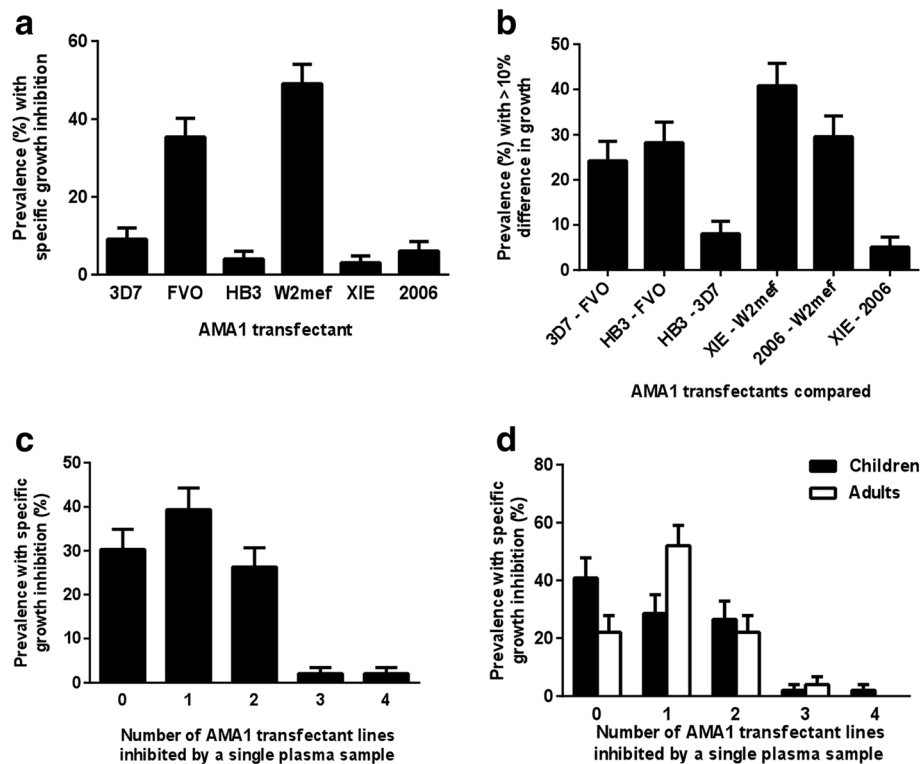 a
Prevalence (%) with
specific growth inhibition
60
40
20
0
3D7 FVO HB3 W2mef XIE 2006
AMA1 transfectant
b
Prevalence (%) with >10%
difference in growth
50
40
30
20
10
0
3D7 - FVO
HB3 - FVO
HB3 - 3D7
XIE - W2mef
2006 - W2mef
XIE - 2006
AMA1 transfectants compared
c
Prevalence with specific
growth inhibition (%)
50
40
30
20
10
0
0 1 2 3 4
Number of AMA1 transfectant lines
inhibited by a single plasma sample
d
Prevalence with specific
growth inhibition (%)
80
60
40
20
0
Children
Adults
0 1 2 3 4
Number of AMA1 transfectant lines
inhibited by a single plasma sample